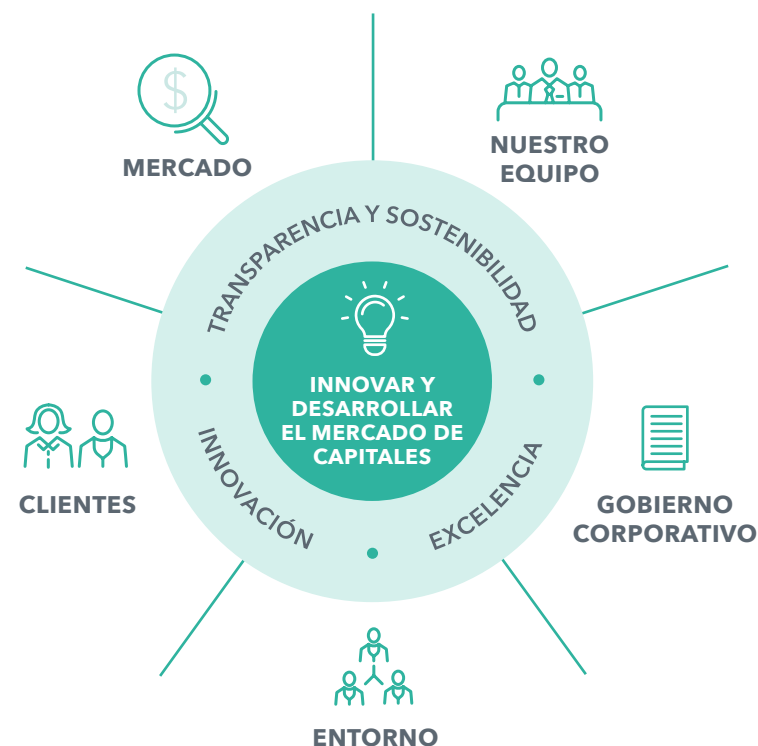 $
MERCADO
NUESTRO
EQUIPO
TRANSPARENCIA Y SOSTENIBILIDAD
INNOVAR Y
DESARROLLAR
EL MERCADO DE
CAPITALES
INNOVACIÓN
EXCELENCIA
CLIENTES
GOBIERNO
CORPORATIVO
ENTORNO